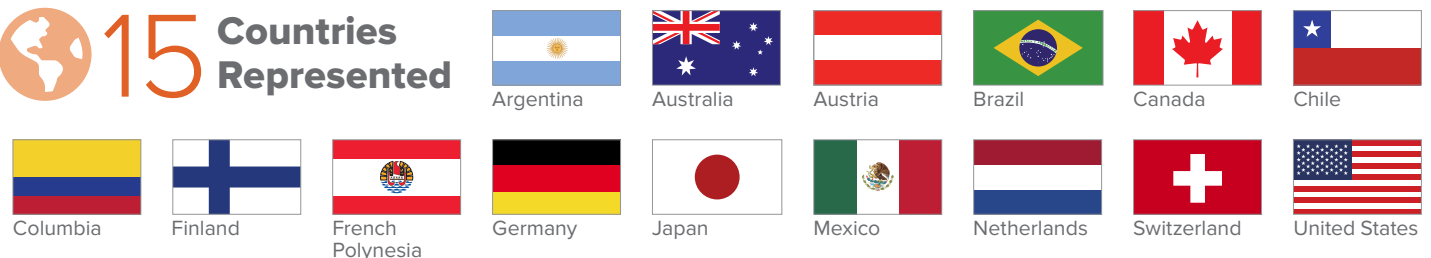 15 Countries
Represented
Argentina
Australia
Austria
Brazil
Canada
Chile
Columbia
Finland
French
Polynesia
Germany
Japan
Mexico
Netherlands
Switzerland
United States